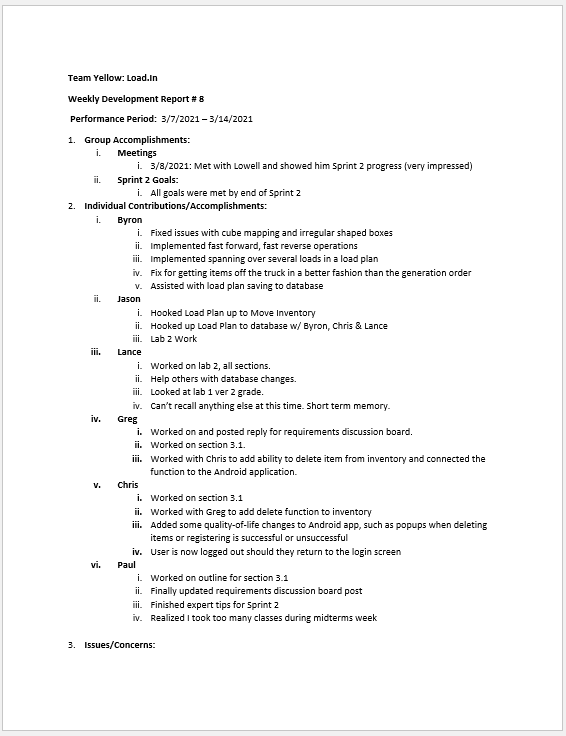 Team Yellow: Load.In
Weekly Development Report # 8
Performance Period: 3/7/2021 – 3/14/2021
1. Group Accomplishments:
i. Meetings
i. 3/8/2021: Met with Lowell and showed him Sprint 2 progress (very impressed)
ii. Sprint 2 Goals:
i. All goals were met by end of Sprint 2
2. Individual Contributions/Accomplishments:
i. Byron
i. Fixed issues with cube mapping and irregular shaped boxes
ii. Implemented fast forward, fast reverse operations
iii. Implemented spanning over several loads in a load plan
iv. Fix for getting items off the truck in a better fashion than the generation order
v. Assisted with load plan saving to database
ii. Jason
i. Hooked Load Plan up to Move Inventory
ii. Hooked up Load Plan to database w/ Byron, Chris & Lance
iii. Lab 2 Work
iii. Lance
i. Worked on lab 2, all sections.
ii. Help others with database changes.
iii. Looked at lab 1 ver 2 grade.
iv. Can't recall anything else at this time. Short term memory.
iv. Greg
i. Worked on and posted reply for requirements discussion board.
ii. Worked on section 3.1.
iii. Worked with Chris to add ability to delete item from inventory and connected the
function to the Android application.
v. Chris
i. Worked on section 3.1
ii. Worked with Greg to add delete function to inventory
iii. Added some quality-of-life changes to Android app, such as popups when deleting
items or registering is successful or unsuccessful
iv. User is now logged out should they return to the login screen
vi. Paul
i. Worked on outline for section 3.1
ii. Finally updated requirements discussion board post
iii. Finished expert tips for Sprint 2
iv. Realized I took too many classes during midterms week
3. Issues/Concerns: